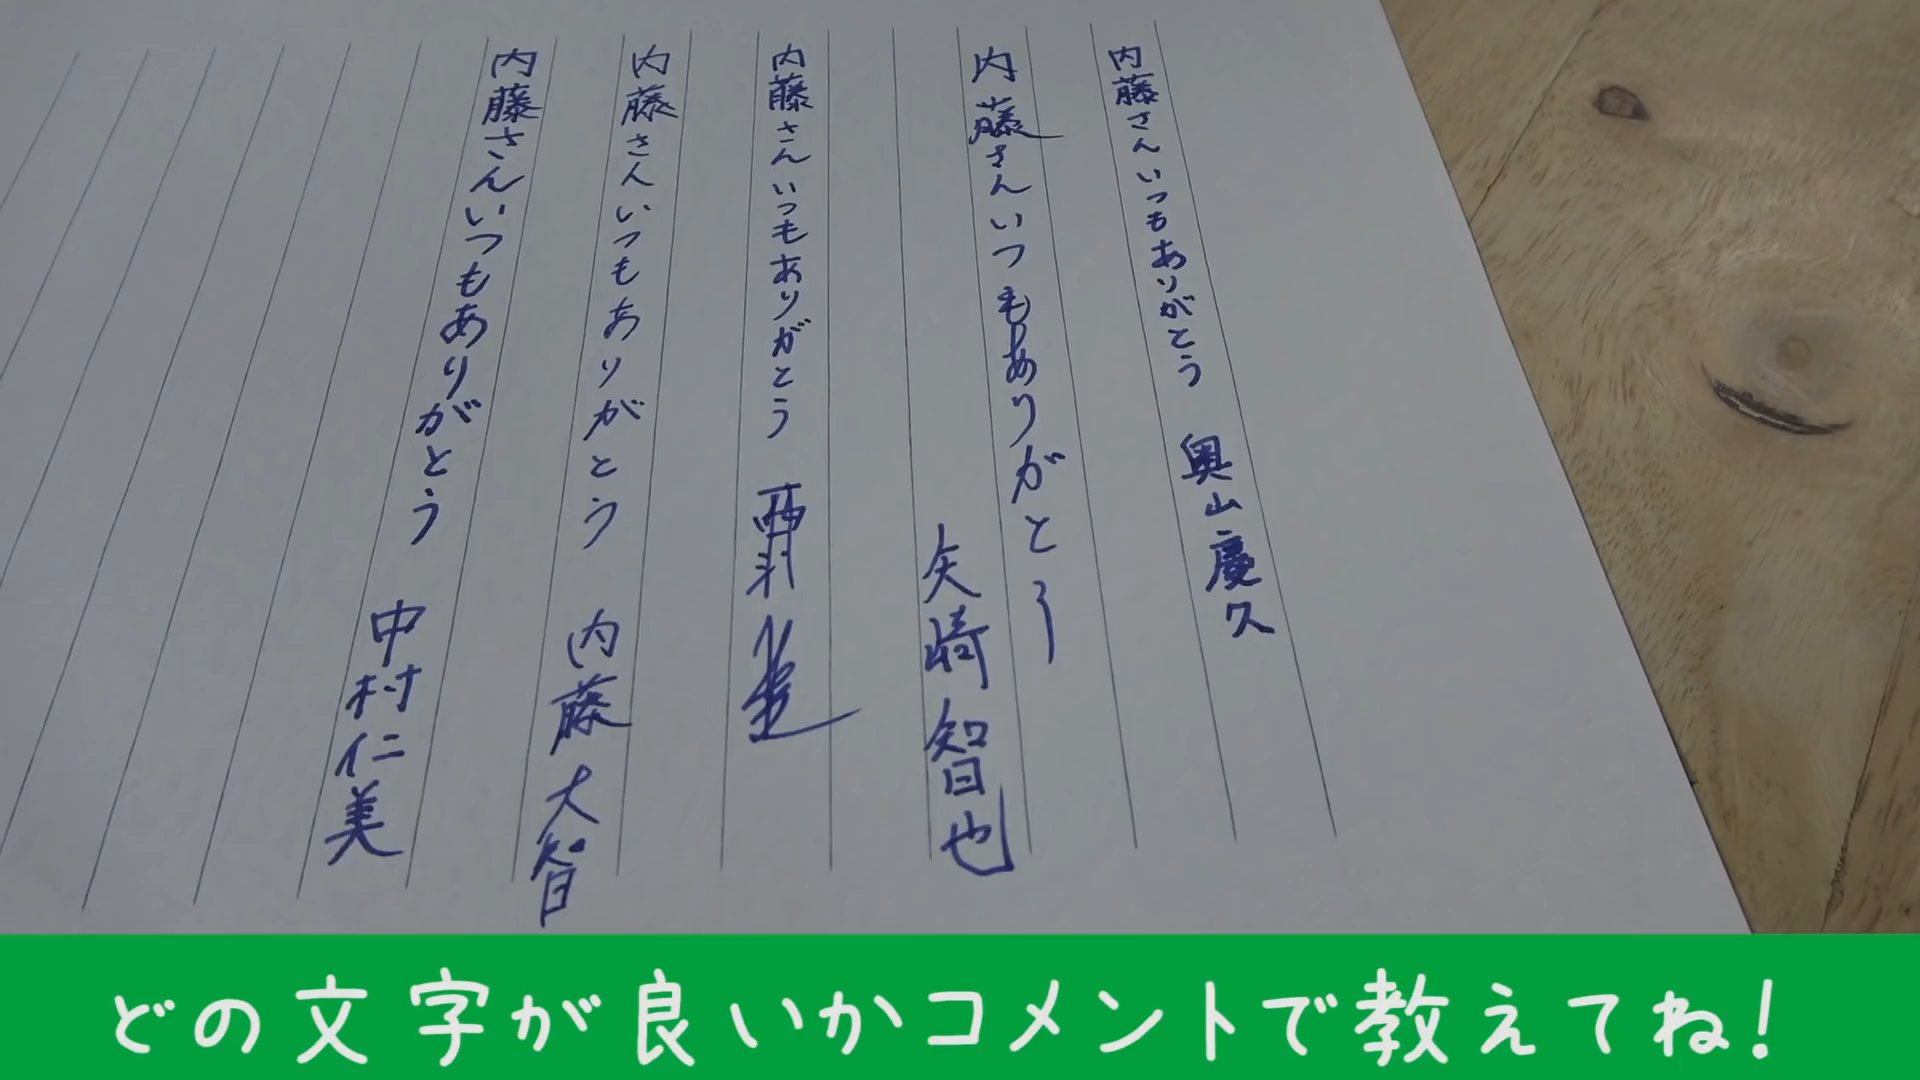 内藤さんいつもありがとう 奥山慶久
内藤さんいつもありがとう
矢崎智也
内藤さんいつもありがとう
内藤さんいつもありがとう 内藤大智
内藤さんいつもありがとう 中村仁美
どの文字が良いかコメントで教えてね!